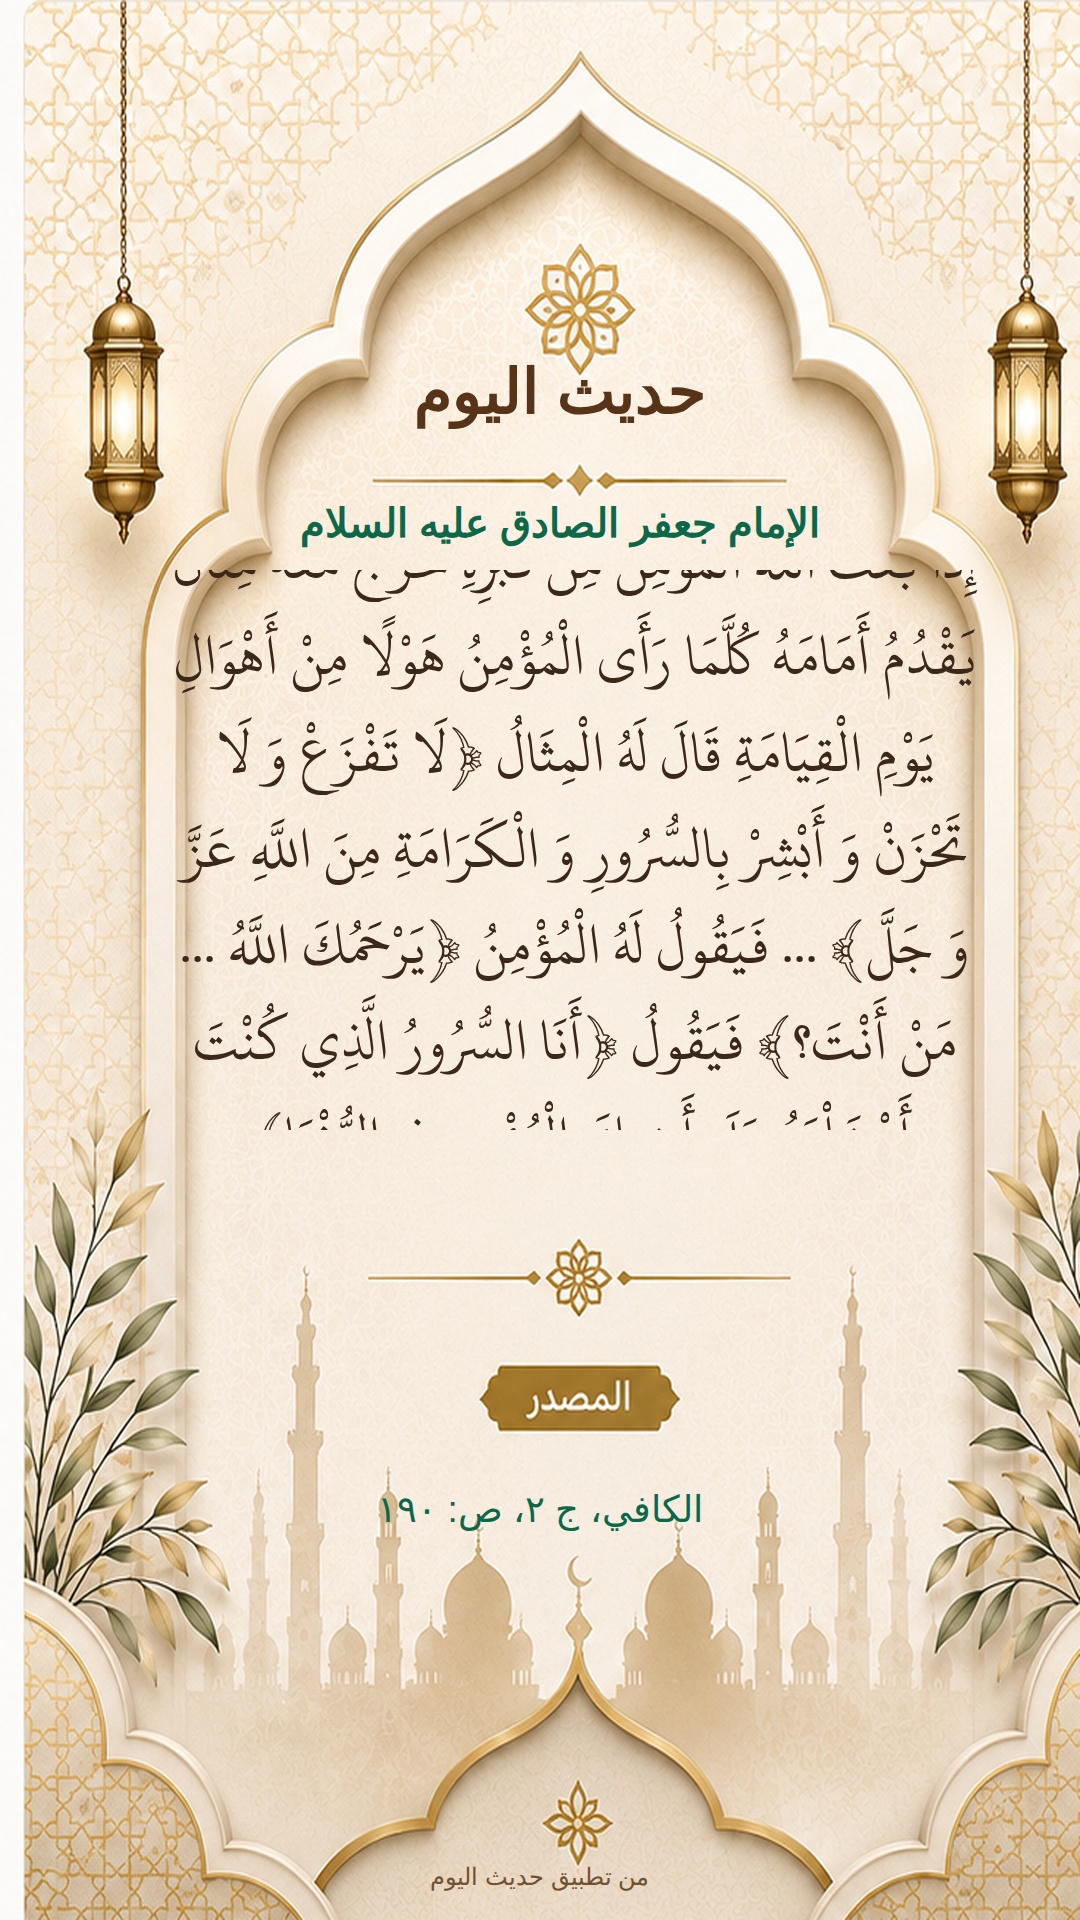 حديث اليوم
الإمام جعفر الصادق عليه السلام
يَقْدُمُ أَمَامَهُ كُلَّمَا رَأَى الْمُؤْمِنُ هَوْلًا مِنْ أَهْوَالِ
يَوْمِ الْقِيَامَةِ قَالَ لَهُ الْمِثَالُ ﴿لَا تَفْزَعْ وَ لَا
تَحْزَنْ وَ أَبْشِرْ بِالسُّرُورِ وَ الْكَرَامَةِ مِنَ اللَّهِ عَزَّ
وَ جَلَّ﴾ ... فَيَقُولُ لَهُ الْمُؤْمِنُ ﴿يَرْحَمُكَ اللَّهُ ...
مَنْ أَنْتَ؟﴾ فَيَقُولُ ﴿أَنَا السُّرُورُ الَّذِي كُنْتَ
المصدر
الكافي، ج ٢، ص: ١٩٠
من تطبيق حديث اليوم